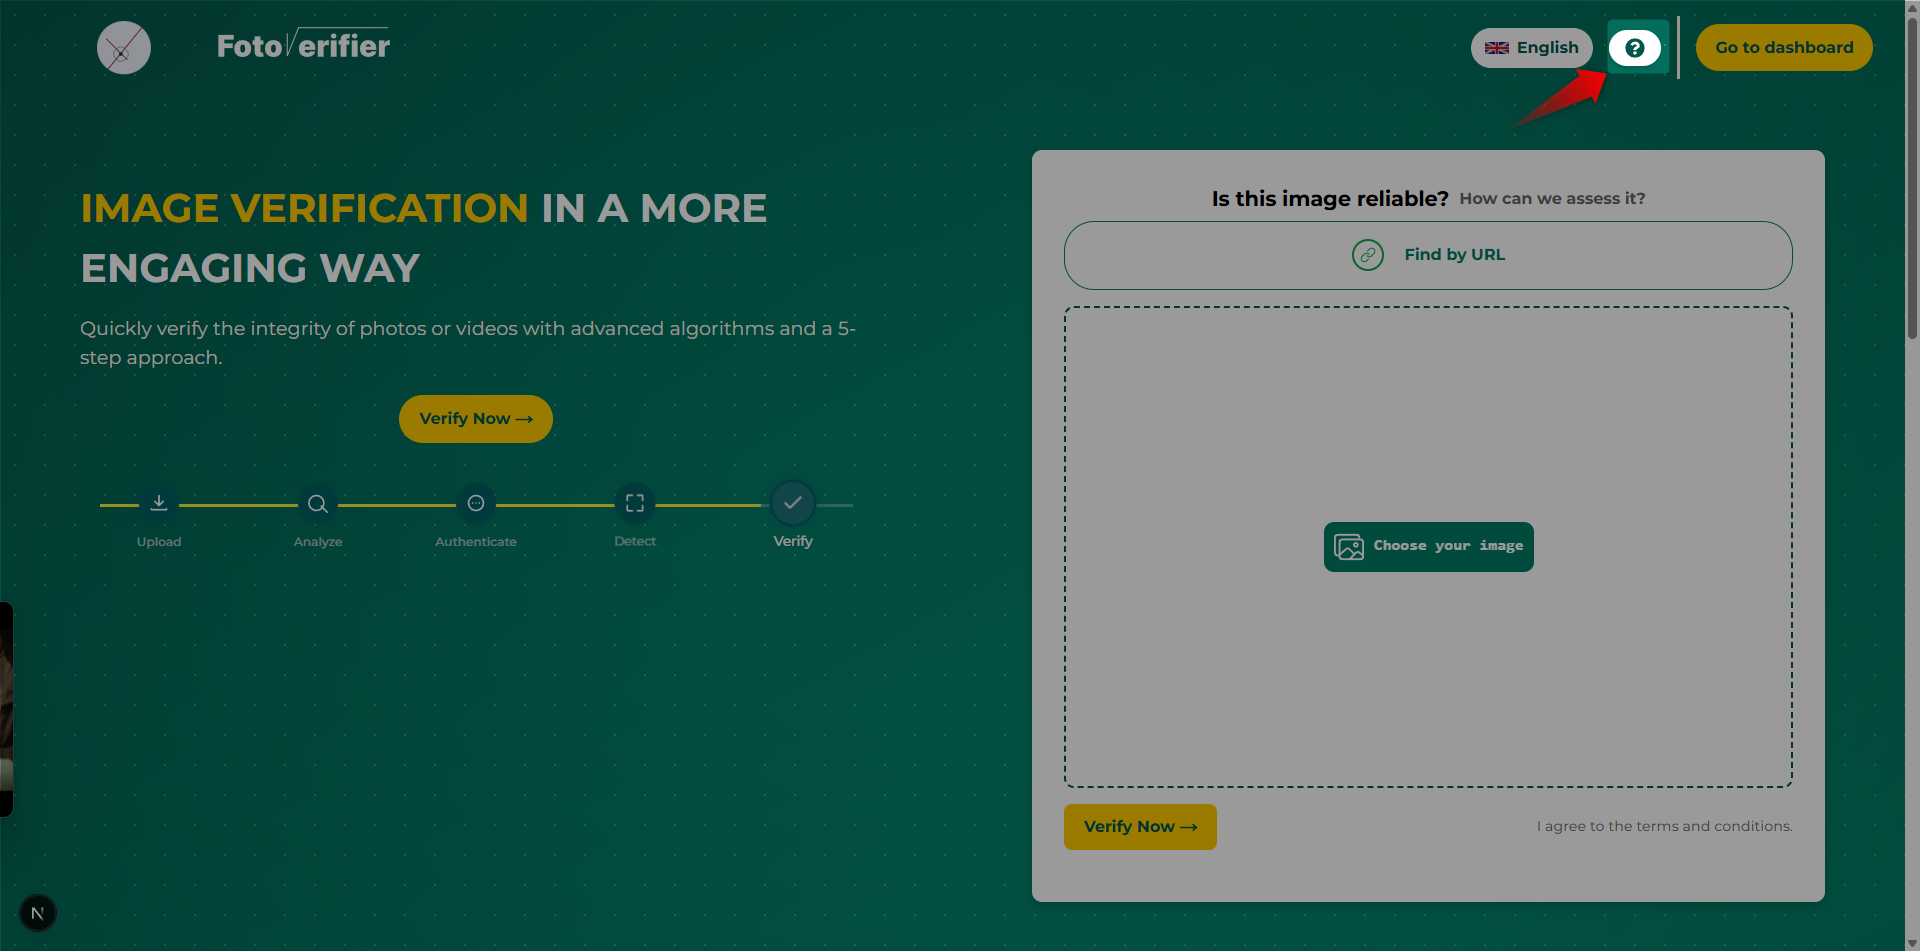 FotoVerifier
English
Go to dashboard
IMAGE VERIFICATION IN A MORE
ENGAGING WAY
Quickly verify the integrity of photos or videos with advanced algorithms and a 5-
step approach.
Verify Now →
Upload
Analyze
Authenticate
Detect
Verify
Is this image reliable? How can we assess it?
Find by URL
Choose your image
Verify Now →
I agree to the terms and conditions.
N